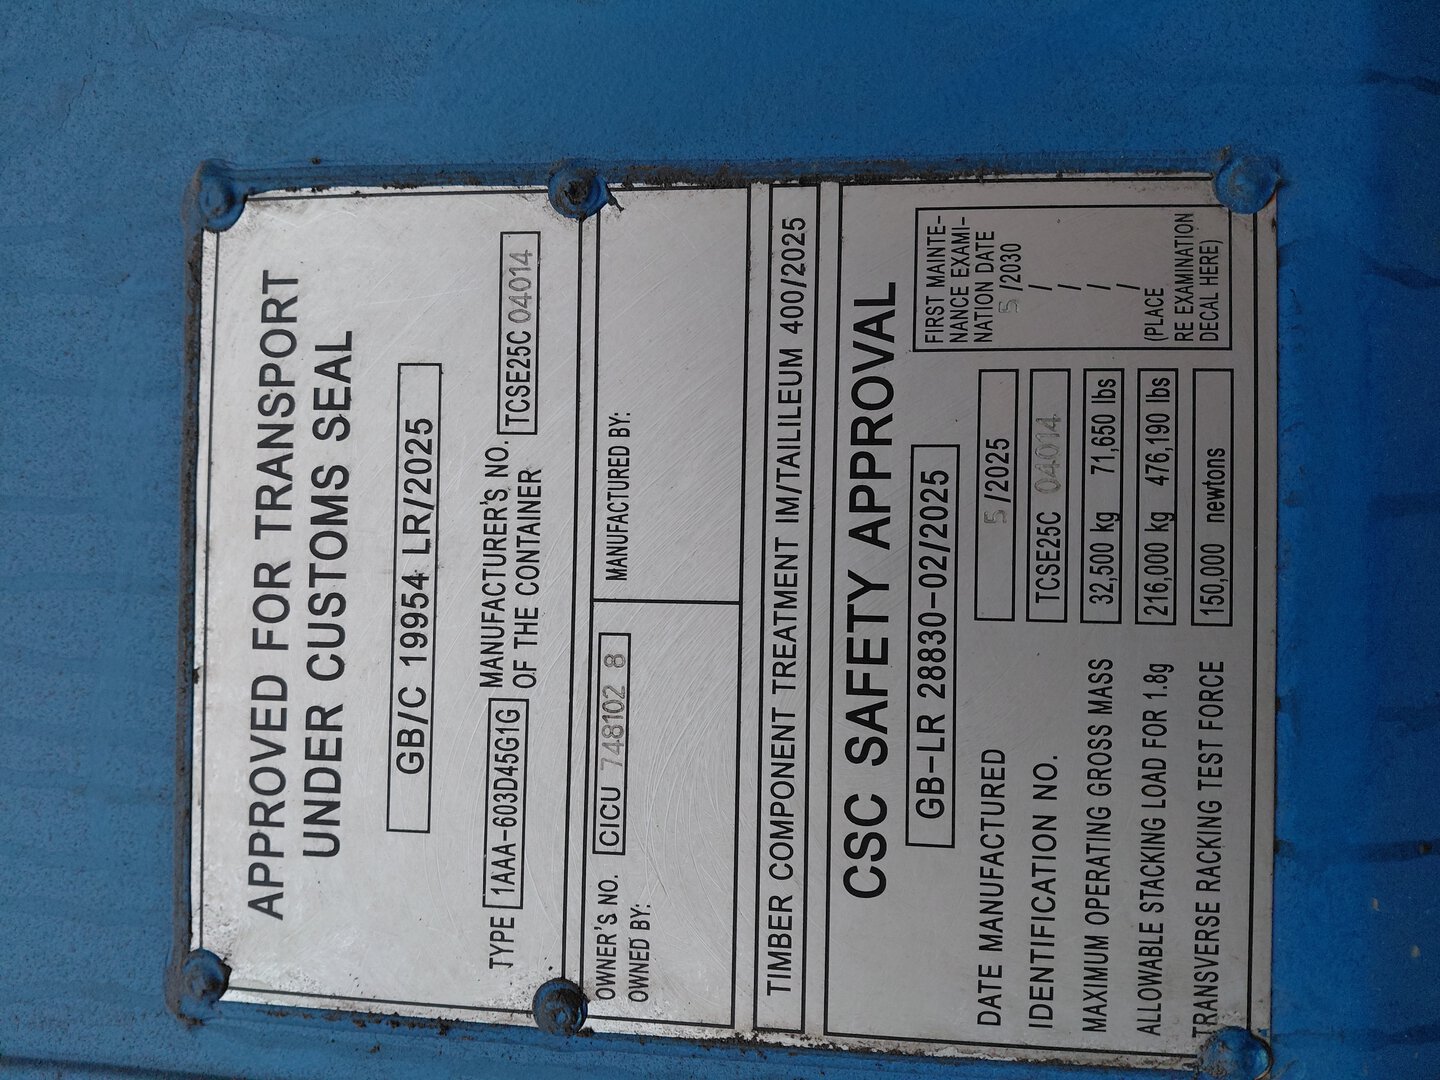 APPROVED FOR TRANSPORT
UNDER CUSTOMS SEAL
GB/C 19954 LR/2025
TYPE 1AAA-603D45G1G MANUFACTURER'S NO. OF THE CONTAINER TCSE25C 04014
OWNER'S NO. CICU 748102 8
OWNED BY:
MANUFACTURED BY:
TIMBER COMPONENT TREATMENT IM/TAILILEUM 400/2025
CSC SAFETY APPROVAL
GB-LR 28830-02/2025
DATE MANUFACTURED 5/2025
IDENTIFICATION NO. TCSE25C 04014
MAXIMUM OPERATING GROSS MASS 32,500 kg 71,650 lbs
ALLOWABLE STACKING LOAD FOR 1.8g 216,000 kg 476,190 lbs
TRANSVERSE RACKING TEST FORCE 150,000 newtons
FIRST MAINTE-
NANCE EXAMI-
NATION DATE
5 /2030
/
/
/
/
(PLACE
RE EXAMINATION
DECAL HERE)